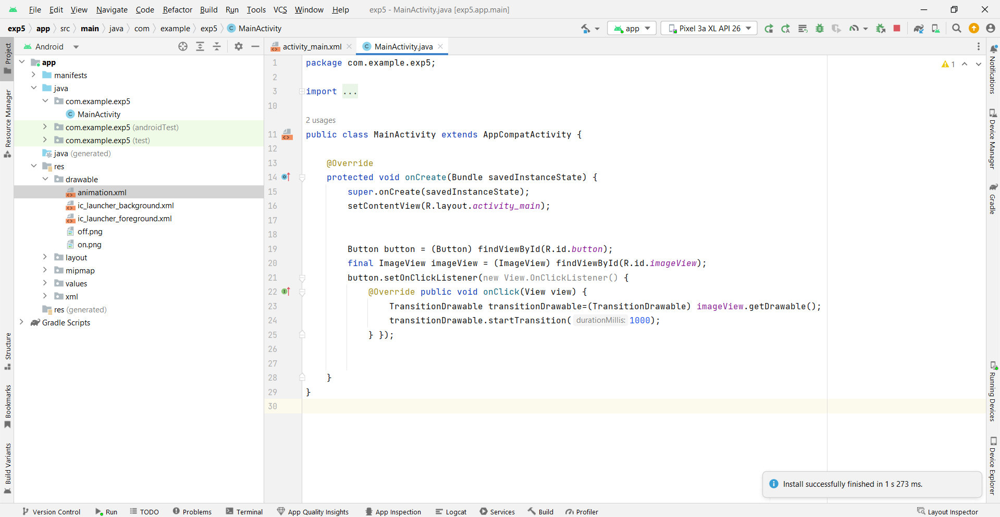 File Edit View Navigate Code Refactor Build Run Tools VCS Window Help exp5 - MainActivity.java [exp5.app.main]
exp5 app src main java com example exp5 MainActivity app Pixel 3a XL API 26
Android activity_main.xml MainActivity.java
app
manifests
java
com.example.exp5
MainActivity
com.example.exp5 (androidTest)
com.example.exp5 (test)
java (generated)
res
drawable
animation.xml
ic_launcher_background.xml
ic_launcher_foreground.xml
off.png
on.png
layout
mipmap
values
xml
res (generated)
Gradle Scripts
Project
Resource Manager
Structure
Bookmarks
Build Variants
1 package com.example.exp5;
2
3 import ...
10
2 usages
11 public class MainActivity extends AppCompatActivity {
12
13 @Override
14 protected void onCreate(Bundle savedInstanceState) {
15 super.onCreate(savedInstanceState);
16 setContentView(R.layout.activity_main);
17
18
19 Button button = (Button) findViewById(R.id.button);
20 final ImageView imageView = (ImageView) findViewById(R.id.imageView);
21 button.setOnClickListener(new View.OnClickListener() {
22 @Override public void onClick(View view) {
23 TransitionDrawable transitionDrawable=(TransitionDrawable) imageView.getDrawable();
24 transitionDrawable.startTransition( durationMillis: 1000);
25 } });
26
27
28 }
29 }
30
1
Notifications
Device Manager
Gradle
Running Devices
Device Explorer
Install successfully finished in 1 s 273 ms.
Version Control Run TODO Problems Terminal App Quality Insights App Inspection Logcat Services Build Profiler Layout Inspector